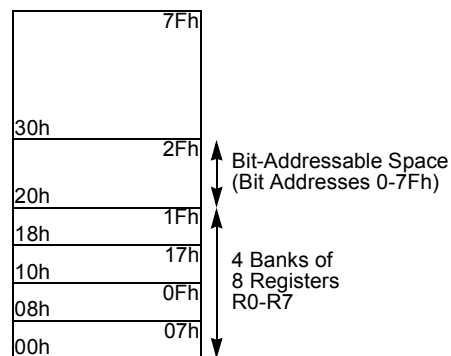 7Fh
30h
2Fh
Bit-Addressable Space
(Bit Addresses 0-7Fh)
20h
1Fh
18h
17h
10h
4 Banks of
8 Registers
R0-R7
0Fh
08h
07h
00h